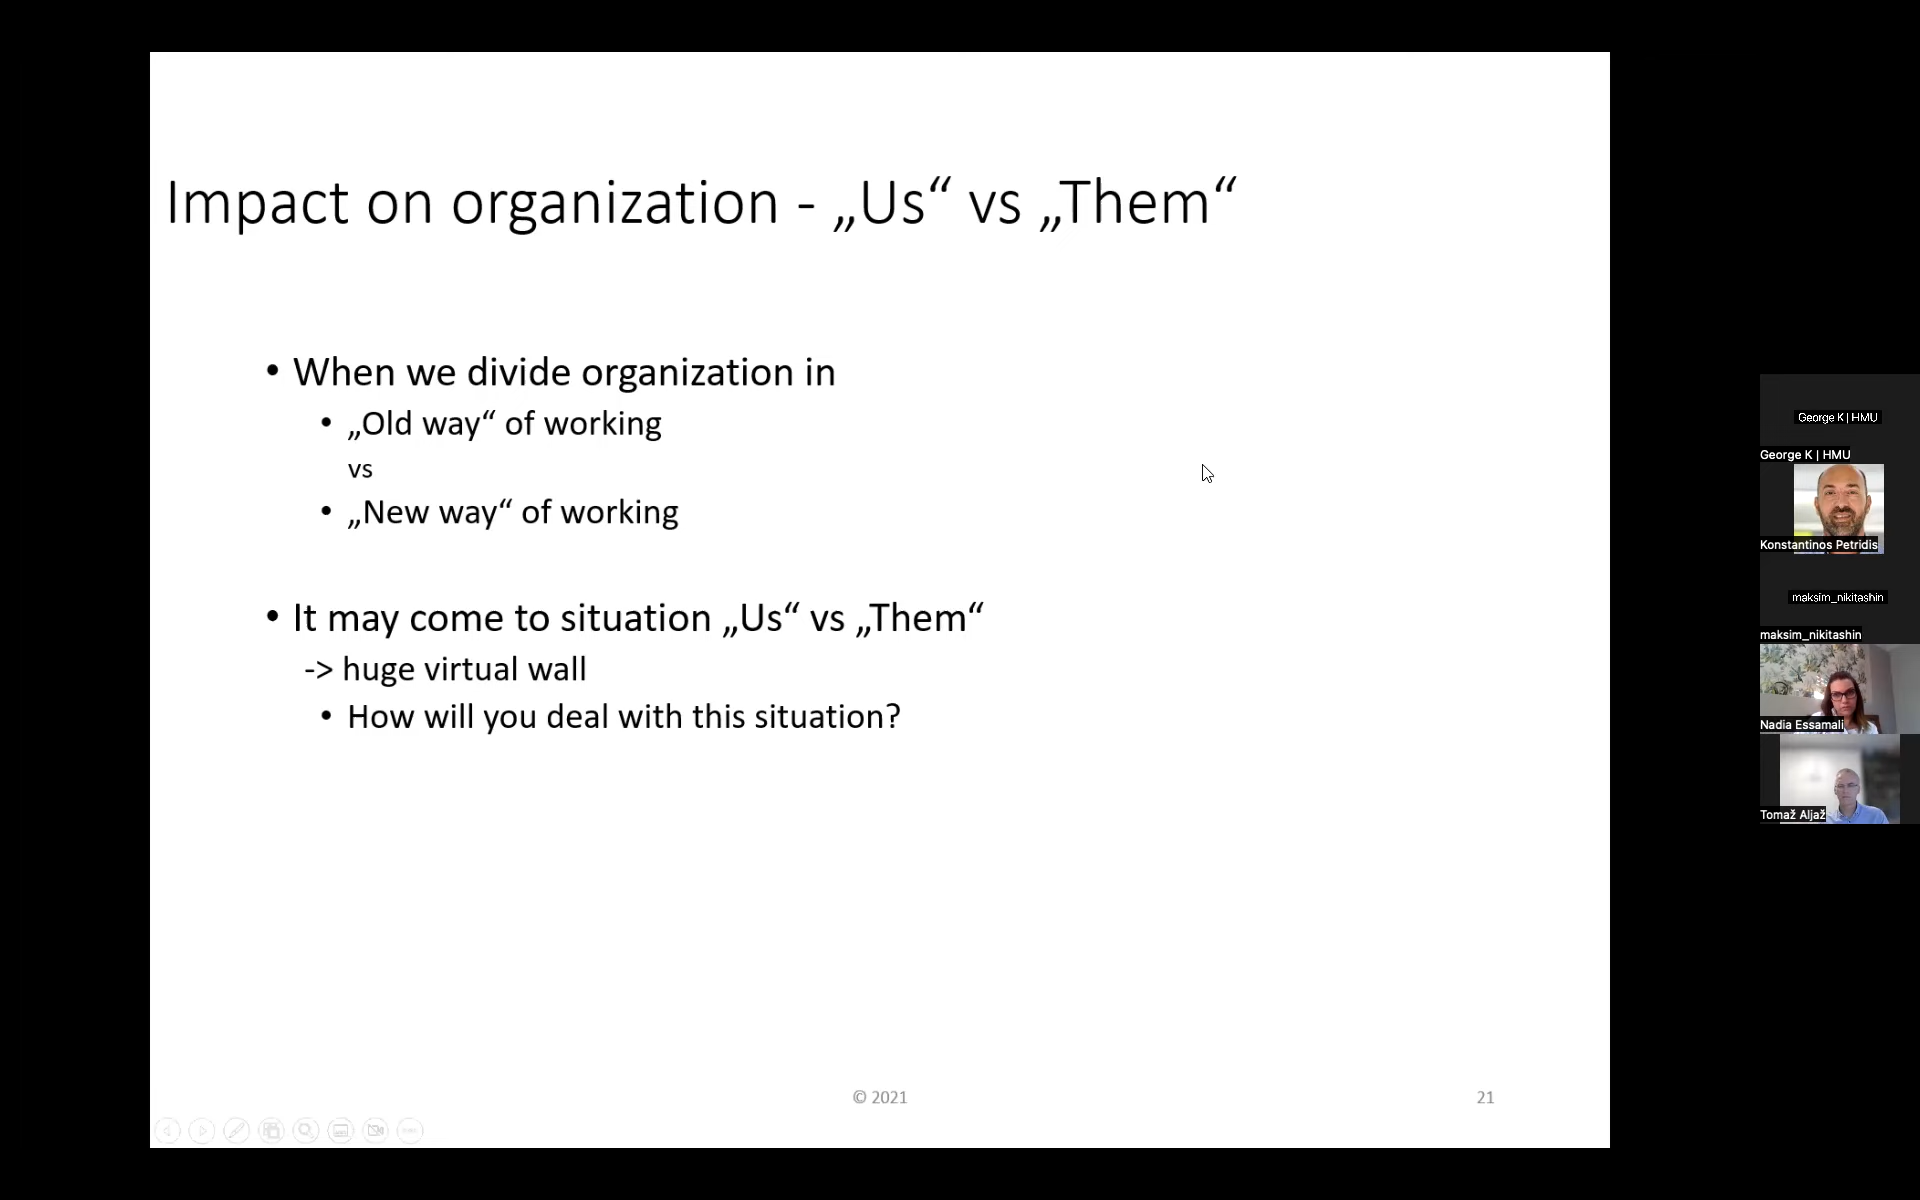 Impact on organization - „Us“ vs „Them“
• When we divide organization in
• „Old way“ of working
vs
• „New way“ of working
• It may come to situation „Us“ vs „Them“
-> huge virtual wall
• How will you deal with this situation?
© 2021
21
George K | HMU
George K | HMU
Konstantinos Petridis
maksim_nikitashin
maksim_nikitashin
Nadia Essamali
Tomaž Aljaž